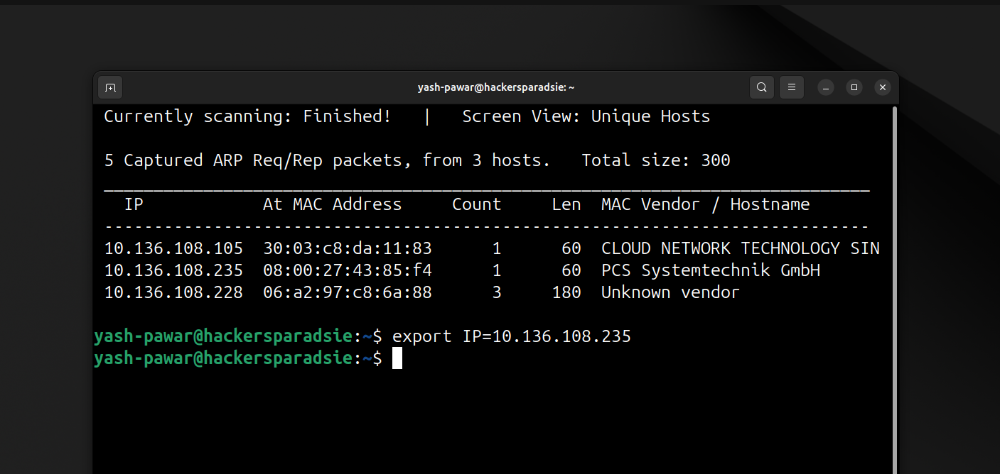 yash-pawar@hackersparadsie: ~
Currently scanning: Finished!   |   Screen View: Unique Hosts
5 Captured ARP Req/Rep packets, from 3 hosts.   Total size: 300
_____________________________________________________________________________
IP            At MAC Address     Count     Len  MAC Vendor / Hostname
-----------------------------------------------------------------------------
10.136.108.105  30:03:c8:da:11:83      1      60  CLOUD NETWORK TECHNOLOGY SIN
10.136.108.235  08:00:27:43:85:f4      1      60  PCS Systemtechnik GmbH
10.136.108.228  06:a2:97:c8:6a:88      3     180  Unknown vendor
yash-pawar@hackersparadsie:~$ export IP=10.136.108.235
yash-pawar@hackersparadsie:~$